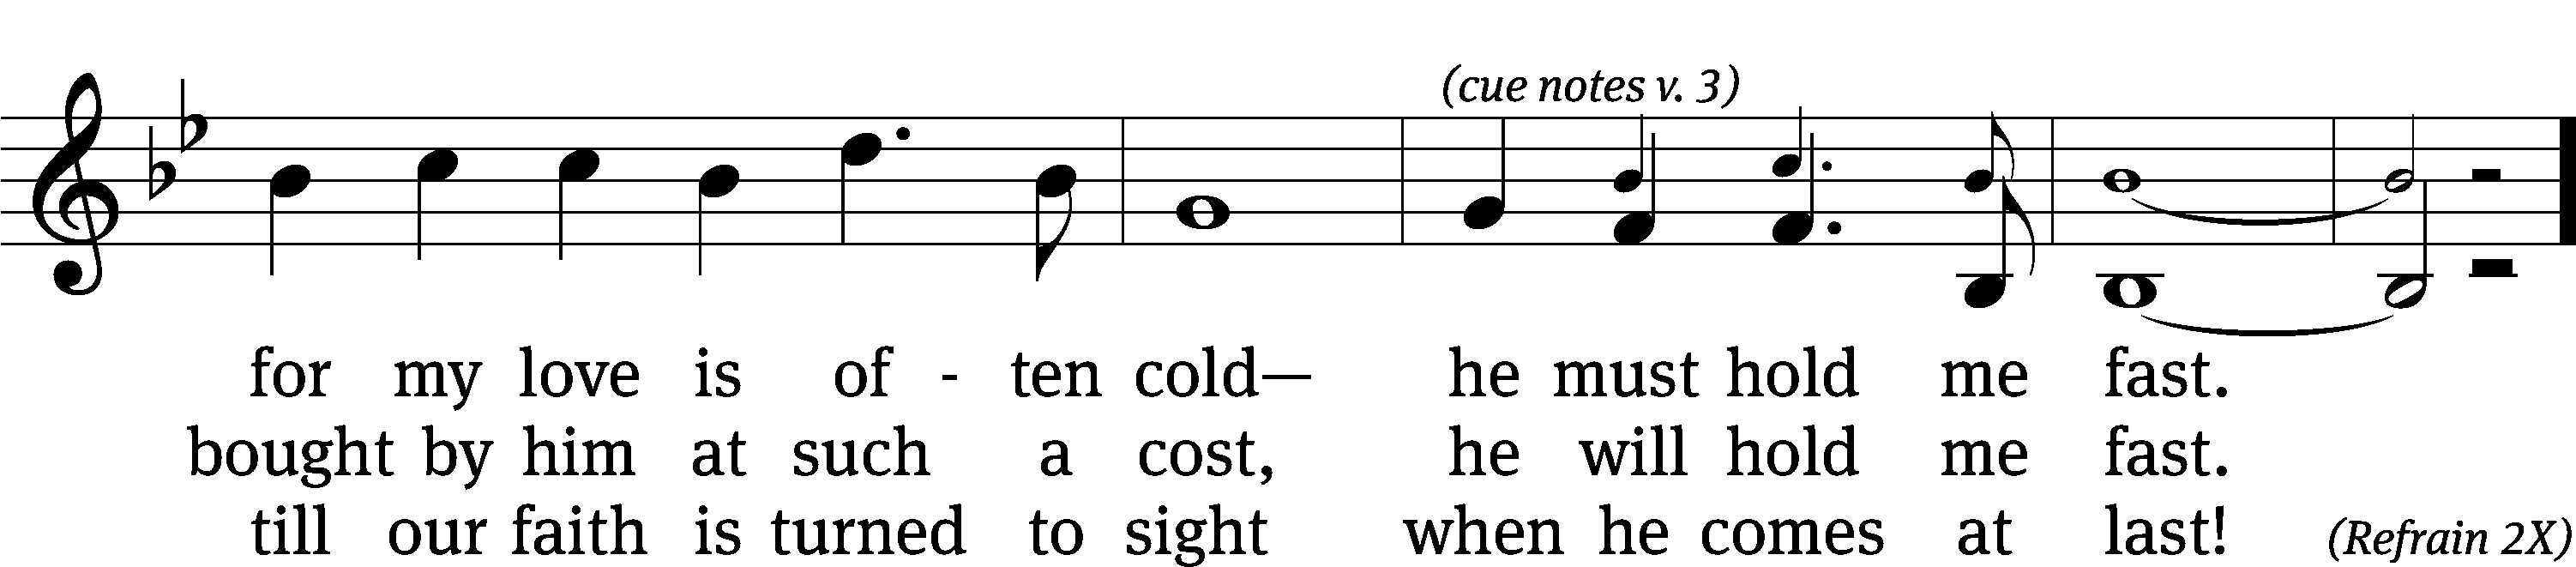 (cue notes v. 3)
for my love is of - ten cold— he must hold me fast.
bought by him at such a cost, he will hold me fast.
till our faith is turned to sight when he comes at last! (Refrain 2X)